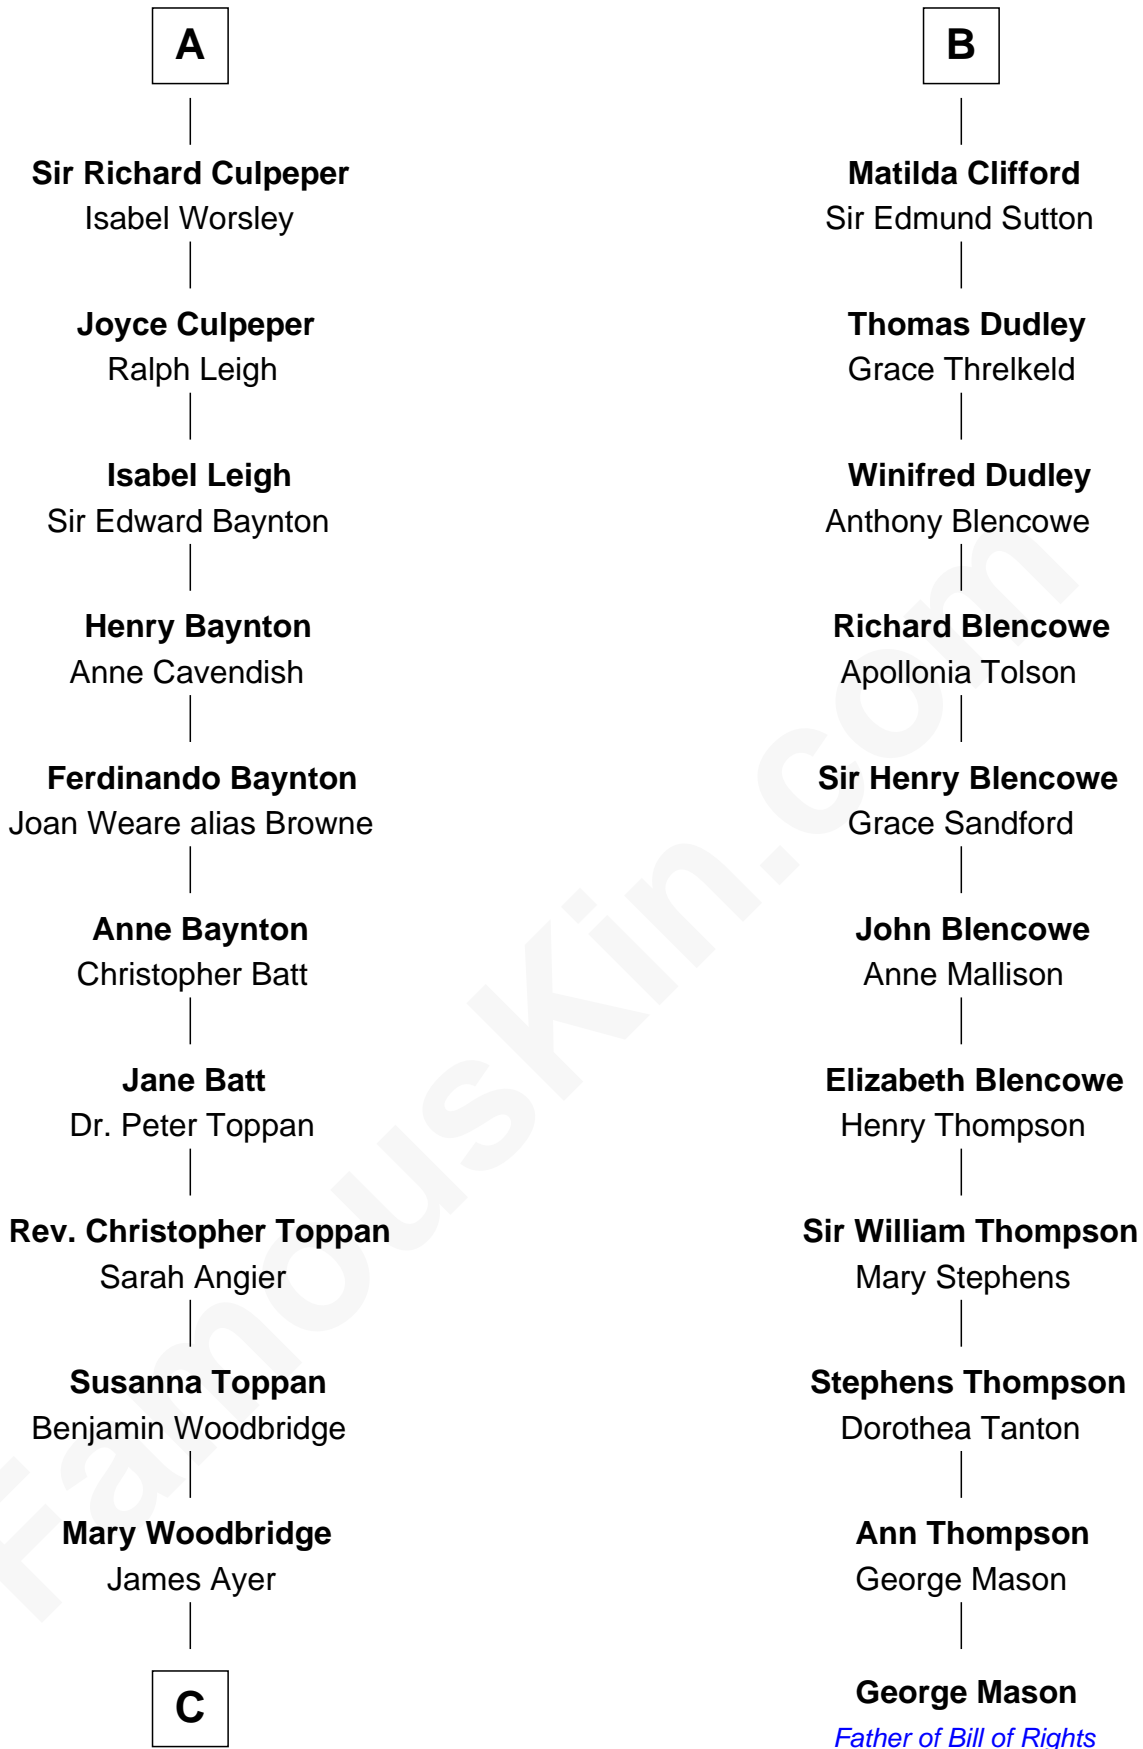 A
Sir Richard Culpeper
Isabel Worsley
Joyce Culpeper
Ralph Leigh
Isabel Leigh
Sir Edward Baynton
Henry Baynton
Anne Cavendish
Ferdinando Baynton
Joan Weare alias Browne
Anne Baynton
Christopher Batt
Jane Batt
Dr. Peter Toppan
Rev. Christopher Toppan
Sarah Angier
Susanna Toppan
Benjamin Woodbridge
Mary Woodbridge
James Ayer
C
B
Matilda Clifford
Sir Edmund Sutton
Thomas Dudley
Grace Threlkeld
Winifred Dudley
Anthony Blencowe
Richard Blencowe
Apollonia Tolson
Sir Henry Blencowe
Grace Sandford
John Blencowe
Anne Mallison
Elizabeth Blencowe
Henry Thompson
Sir William Thompson
Mary Stephens
Stephens Thompson
Dorothea Tanton
Ann Thompson
George Mason
George Mason
Father of Bill of Rights
FamousKin.com